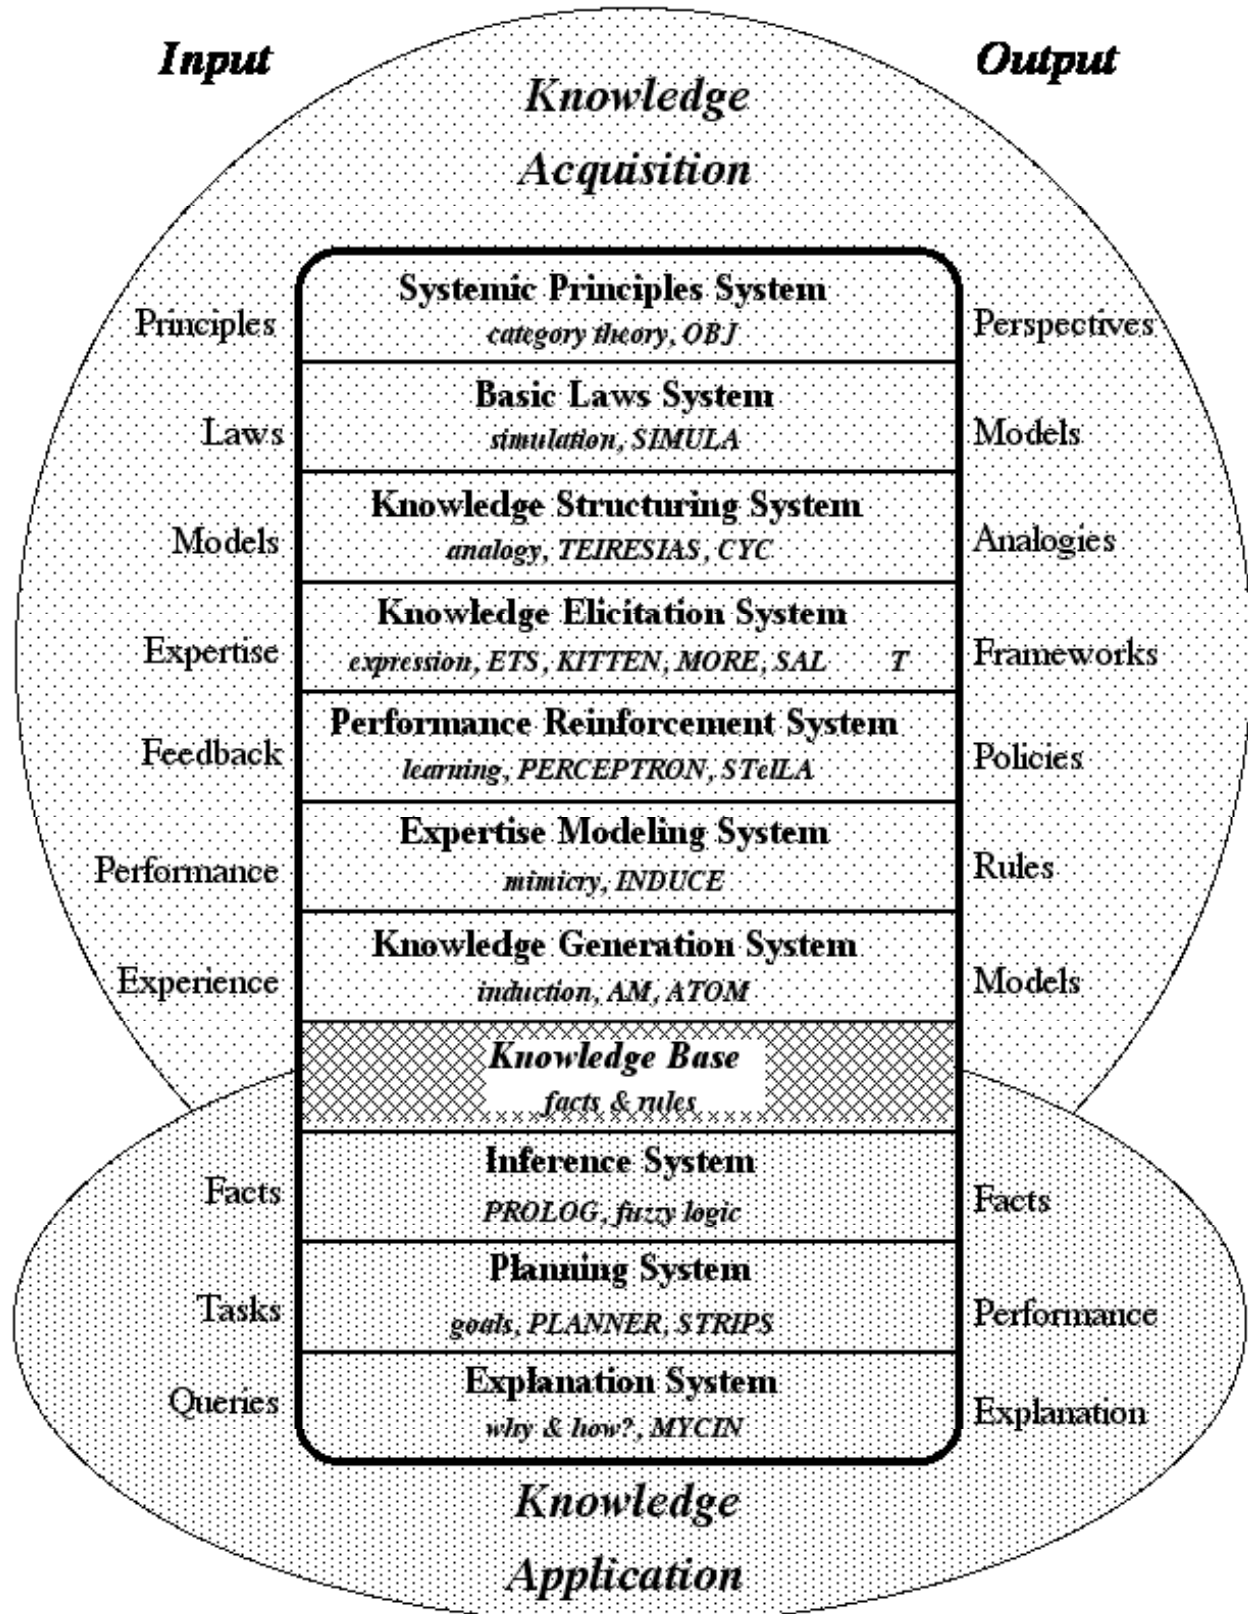 Input
Output
Knowledge
Acquisition
Systemic Principles System
Principles
category theory, OBJ
Perspectives
Basic Laws System
Laws
simulation, SIMULA
Models
Knowledge Structuring System
Models
analogy, TEIRESIAS, CYC
Analogies
Knowledge Elicitation System
Expertise
expression, ETS, KITTEN, MORE, SAL T
Frameworks
Performance Reinforcement System
Feedback
learning, PERCEPTRON, STelLA
Policies
Expertise Modeling System
Performance
mimicry, INDUCE
Rules
Knowledge Generation System
Experience
induction, AM, ATOM
Models
Knowledge Base
facts & rules
Inference System
Facts
PROLOG, fuzzy logic
Facts
Planning System
Tasks
goals, PLANNER, STRIPS
Performance
Explanation System
Queries
why & how?, MYCIN
Explanation
Knowledge
Application